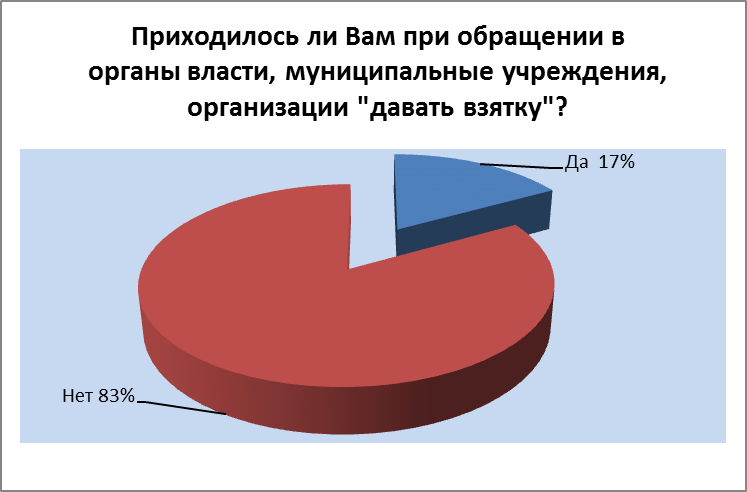 Приходилось ли Вам при обращении в
органы власти, муниципальные учреждения,
организации "давать взятку"?
Да 17%
Нет 83%